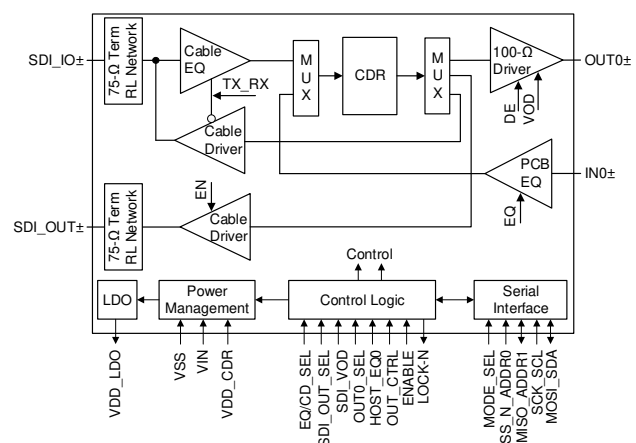 SDI_IO±
75-Ω Term
RL Network
Cable
EQ
TX_RX
Cable
Driver
MUX
CDR
MUX
100-Ω
Driver
OUT0±
DE
VOD
PCB
EQ
IN0±
EQ
SDI_OUT±
75-Ω Term
RL Network
EN
Cable
Driver
Control
LDO
Power
Management
Control Logic
Serial
Interface
VDD_LDO
VSS
VIN
VDD_CDR
EQ/CD_SEL
SDI_OUT_SEL
SDI_VOD
OUT0_SEL
HOST_EQ0
OUT_CTRL
ENABLE
LOCK-N
MODE_SEL
SS_N_ADDR0
MISO_ADDR1
SCK_SCL
MOSI_SDA